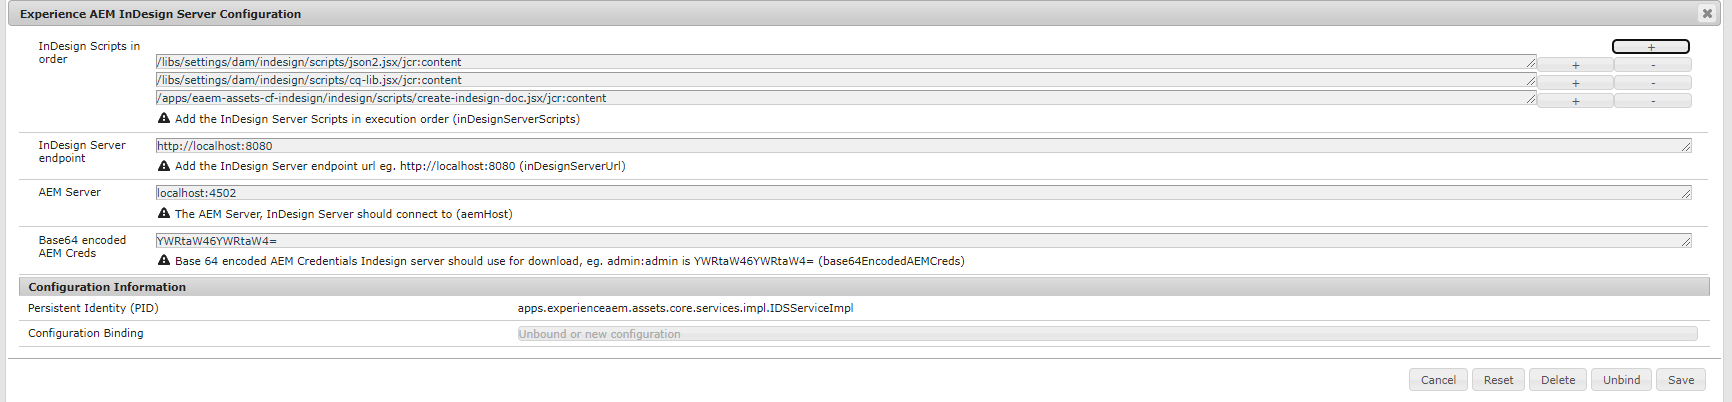 Experience AEM InDesign Server Configuration
InDesign Scripts in
order
+
/libs/settings/dam/indesign/scripts/json2.jsx/jcr:content
+ -
/libs/settings/dam/indesign/scripts/cq-lib.jsx/jcr:content
+ -
/apps/eaem-assets-cf-indesign/indesign/scripts/create-indesign-doc.jsx/jcr:content
+ -
Add the InDesign Server Scripts in execution order (inDesignServerScripts)
InDesign Server
endpoint
http://localhost:8080
Add the InDesign Server endpoint url eg. http://localhost:8080 (inDesignServerUrl)
AEM Server
localhost:4502
The AEM Server, InDesign Server should connect to (aemHost)
Base64 encoded
AEM Creds
YWRtaW46YWRtaW4=
Base 64 encoded AEM Credentials Indesign server should use for download, eg. admin:admin is YWRtaW46YWRtaW4= (base64EncodedAEMCreds)
Configuration Information
Persistent Identity (PID)
apps.experienceaem.assets.core.services.impl.IDSServiceImpl
Configuration Binding
Unbound or new configuration
Cancel Reset Delete Unbind Save